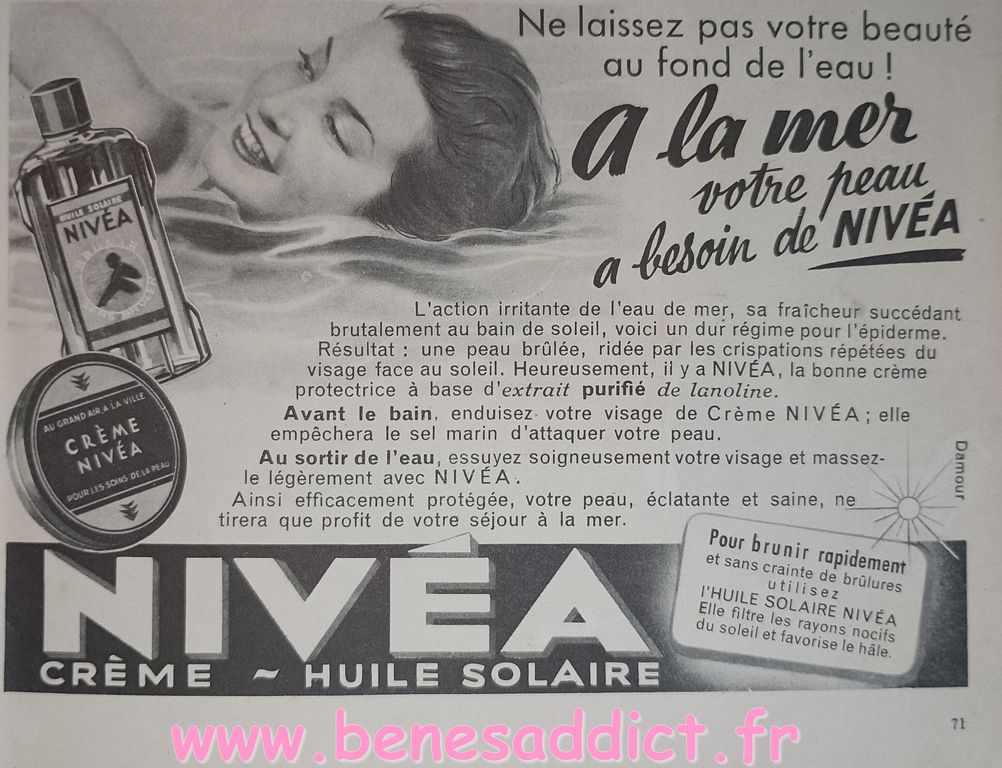 Ne laissez pas votre beauté
au fond de l'eau !
A la mer
votre peau
a besoin de NIVÉA
HUILE SOLAIRE
NIVÉA
BRUNIR
AU GRAND AIR, A LA VILLE
CRÈME
NIVÉA
POUR LES SOINS DE LA PEAU
L'action irritante de l'eau de mer, sa fraîcheur succédant
brutalement au bain de soleil, voici un dur régime pour l'épiderme.
Résultat : une peau brûlée, ridée par les crispations répétées du
visage face au soleil. Heureusement, il y a NIVÉA, la bonne crème
protectrice à base d'extrait purifié de lanoline.
Avant le bain, enduisez votre visage de Crème NIVÉA ; elle
empêchera le sel marin d'attaquer votre peau.
Au sortir de l'eau, essuyez soigneusement votre visage et massez-
le légèrement avec NIVÉA.
Ainsi efficacement protégée, votre peau, éclatante et saine, ne
tirera que profit de votre séjour à la mer.
Damour
Pour brunir rapidement
et sans crainte de brûlures
utilisez
l'HUILE SOLAIRE NIVÉA
Elle filtre les rayons nocifs
du soleil et favorise le hâle.
NIVÉA
CRÈME ~ HUILE SOLAIRE
71
www.benesaddict.fr